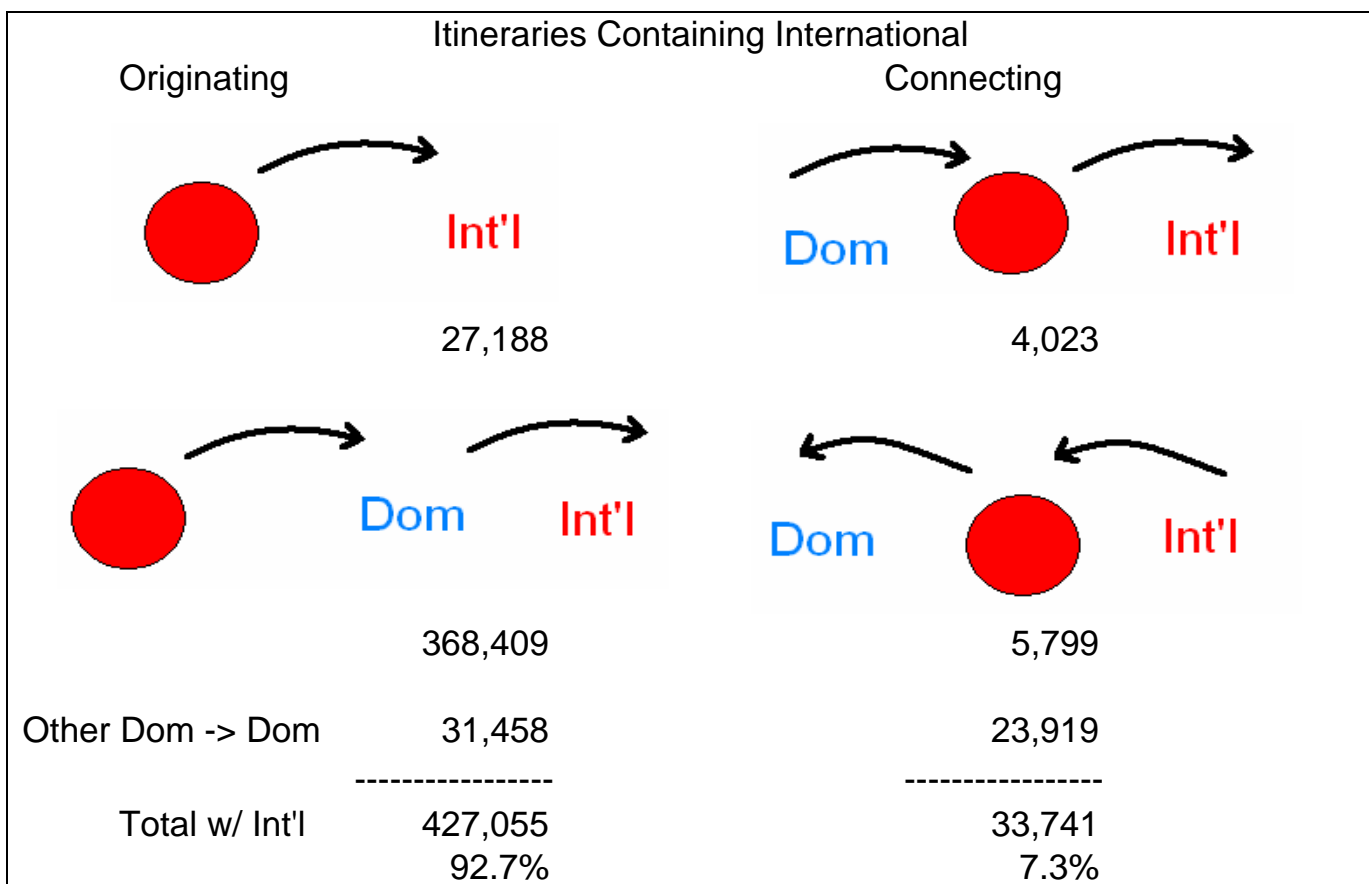 Itineraries Containing International
Originating Connecting
Int'l Dom Int'l
27,188 4,023
Dom Int'l Dom Int'l
368,409 5,799
Other Dom -> Dom 31,458 23,919
----------------- -----------------
Total w/ Int'l 427,055 33,741
92.7% 7.3%